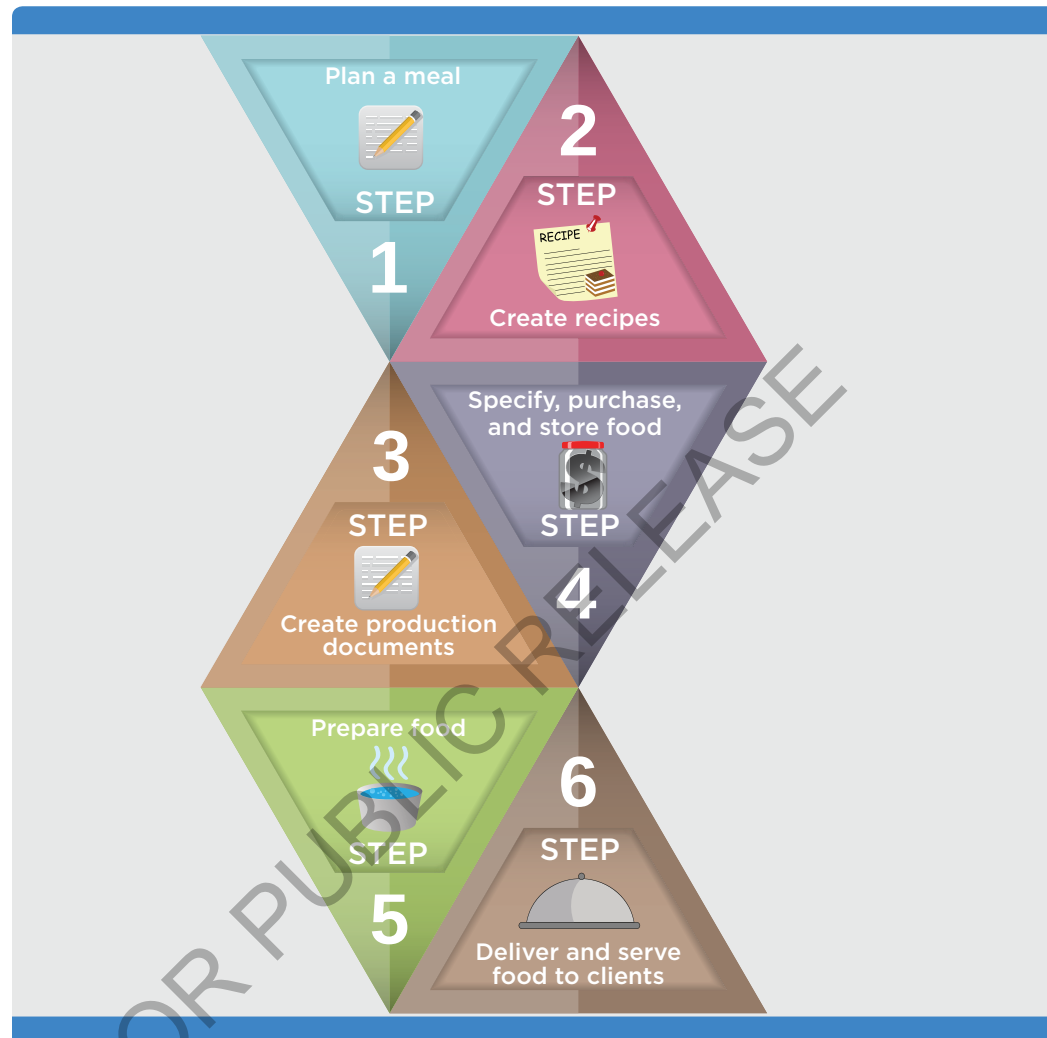 Plan a meal
STEP
1
2
STEP
RECIPE
Create recipes
3
STEP
Create production
documents
Specify, purchase,
and store food
$
STEP
4
Prepare food
STEP
5
6
STEP
Deliver and serve
food to clients
OR PUBLIC RELEASE